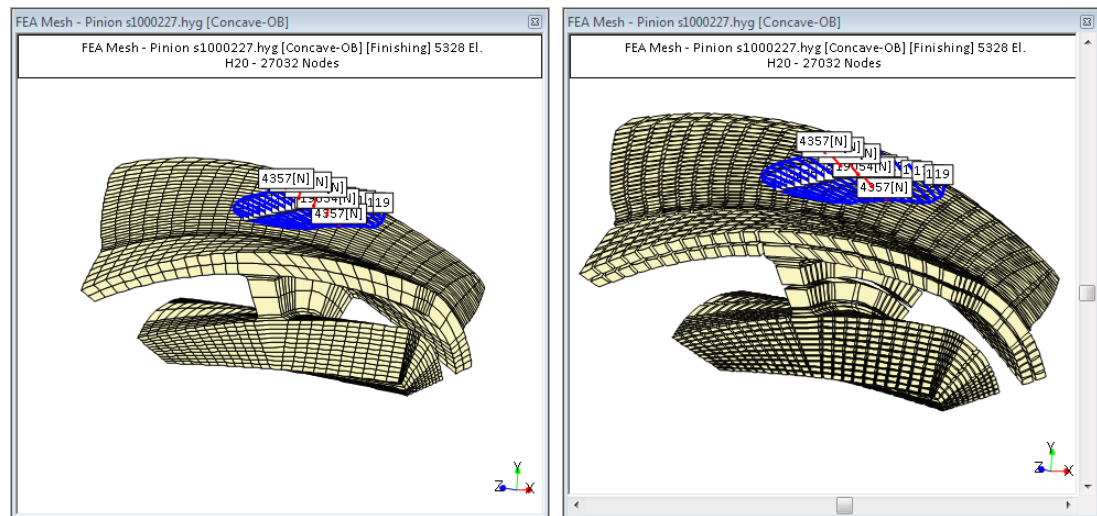 FEA Mesh - Pinion s1000227.hyg [Concave-OB]
FEA Mesh - Pinion s1000227.hyg [Concave-OB] [Finishing] 5328 El.
H20 - 27032 Nodes
4357[N]
N]
[N]
4357[N]
119
Y
Z
X
FEA Mesh - Pinion s1000227.hyg [Concave-OB]
FEA Mesh - Pinion s1000227.hyg [Concave-OB] [Finishing] 5328 El.
H20 - 27032 Nodes
4357[N]
N]
[N]
4357[N]
119
Y
Z
X